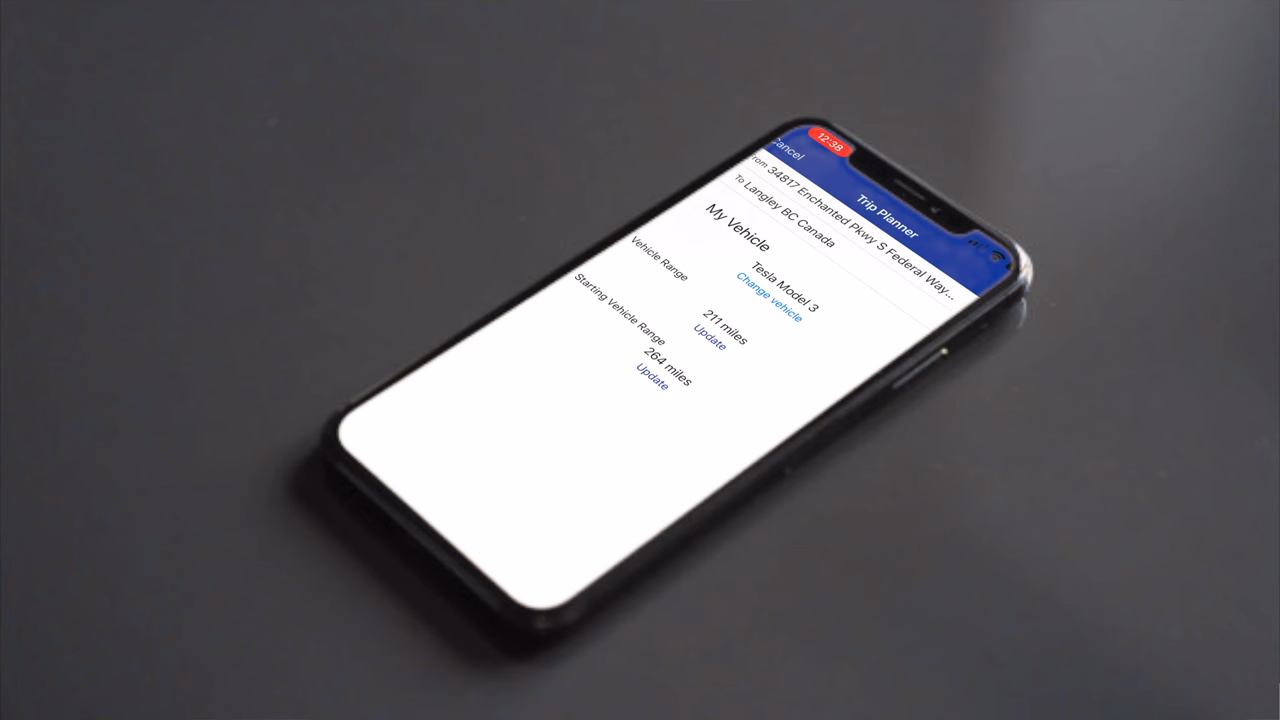 12:38
Cancel
Trip Planner
From 34817 Enchanted Pkwy S Federal Way...
To Langley BC Canada
My Vehicle
Tesla Model 3
Change vehicle
Vehicle Range
211 miles
Update
Starting Vehicle Range
264 miles
Update